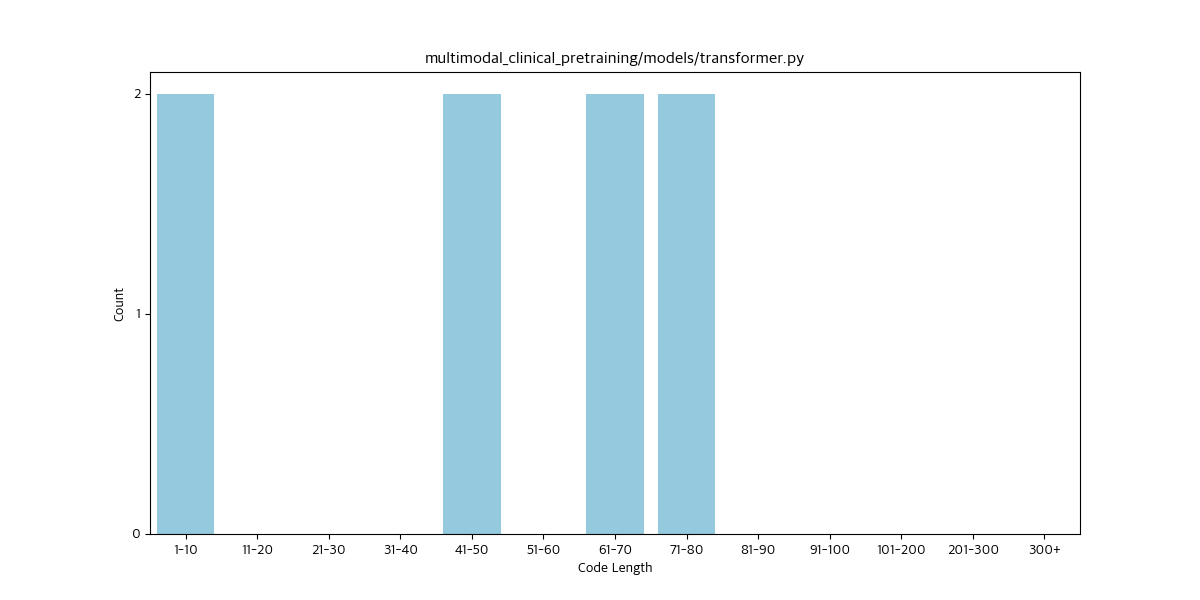 multimodal_clinical_pretraining/models/transformer.py
2
1
0
Count
1-10 11-20 21-30 31-40 41-50 51-60 61-70 71-80 81-90 91-100 101-200 201-300 300+
Code Length